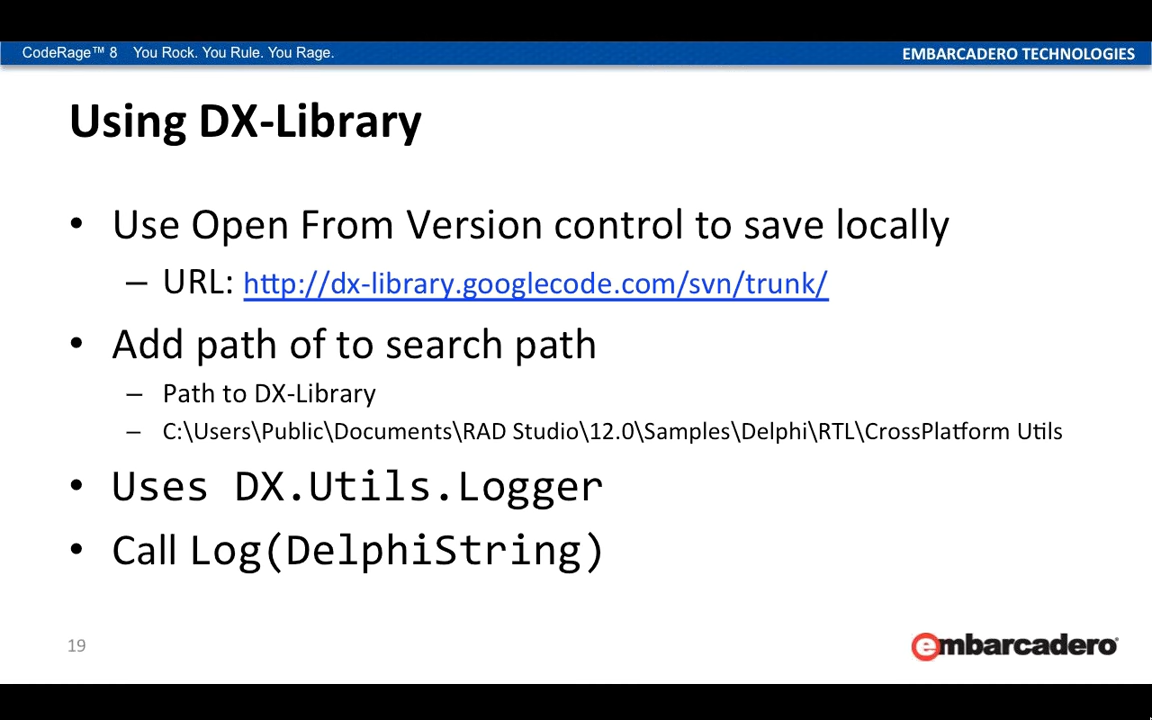 CodeRage™ 8 You Rock. You Rule. You Rage.
EMBARCADERO TECHNOLOGIES
Using DX-Library
• Use Open From Version control to save locally
– URL: http://dx-library.googlecode.com/svn/trunk/
• Add path of to search path
– Path to DX-Library
– C:\Users\Public\Documents\RAD Studio\12.0\Samples\Delphi\RTL\CrossPlatform Utils
• Uses DX.Utils.Logger
• Call Log(DelphiString)
19
embarcadero